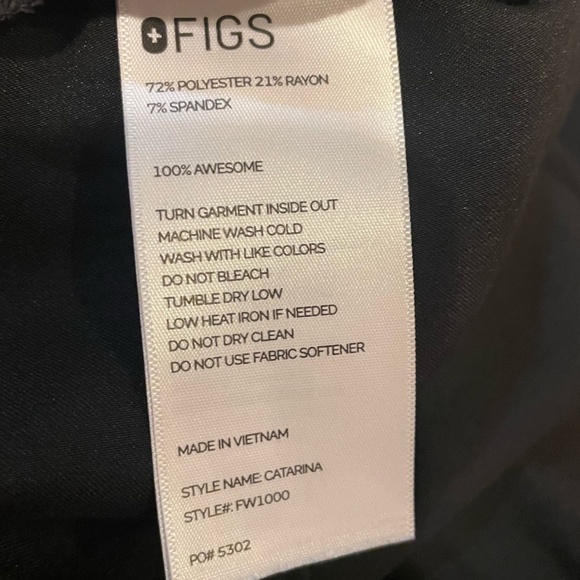 FIGS
72% POLYESTER 21% RAYON
7% SPANDEX
100% AWESOME
TURN GARMENT INSIDE OUT
MACHINE WASH COLD
WASH WITH LIKE COLORS
DO NOT BLEACH
TUMBLE DRY LOW
LOW HEAT IRON IF NEEDED
DO NOT DRY CLEAN
DO NOT USE FABRIC SOFTENER
MADE IN VIETNAM
STYLE NAME: CATARINA
STYLE#: FW1000
PO# 5302